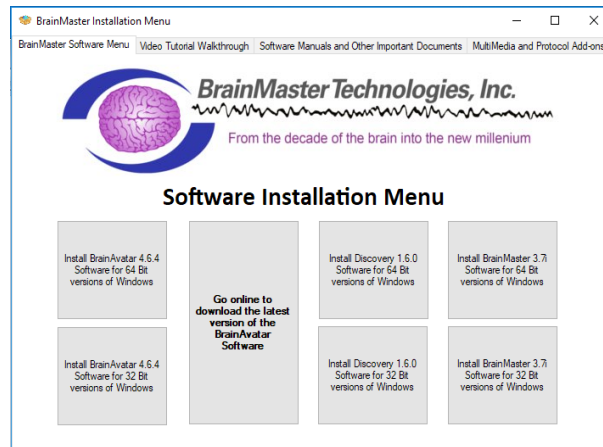 BrainMaster Installation Menu
BrainMaster Software Menu Video Tutorial Walkthrough Software Manuals and Other Important Documents MultiMedia and Protocol Add-ons
BrainMaster Technologies, Inc.
From the decade of the brain into the new millenium
Software Installation Menu
Install BrainAvatar 4.6.4
Software for 64 Bit
versions of Windows
Go online to
download the latest
version of the
BrainAvatar
Software
Install Discovery 1.6.0
Software for 64 Bit
versions of Windows
Install BrainMaster 3.7i
Software for 64 Bit
versions of Windows
Install BrainAvatar 4.6.4
Software for 32 Bit
versions of Windows
Install Discovery 1.6.0
Software for 32 Bit
versions of Windows
Install BrainMaster 3.7i
Software for 32 Bit
versions of Windows